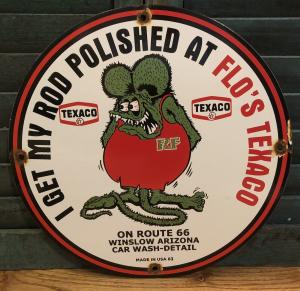 I GET MY ROD POLISHED AT FLO'S TEXACO
TEXACO
TEXACO
ON ROUTE 66
WINSLOW ARIZONA
CAR WASH-DETAIL
MADE IN USA 63